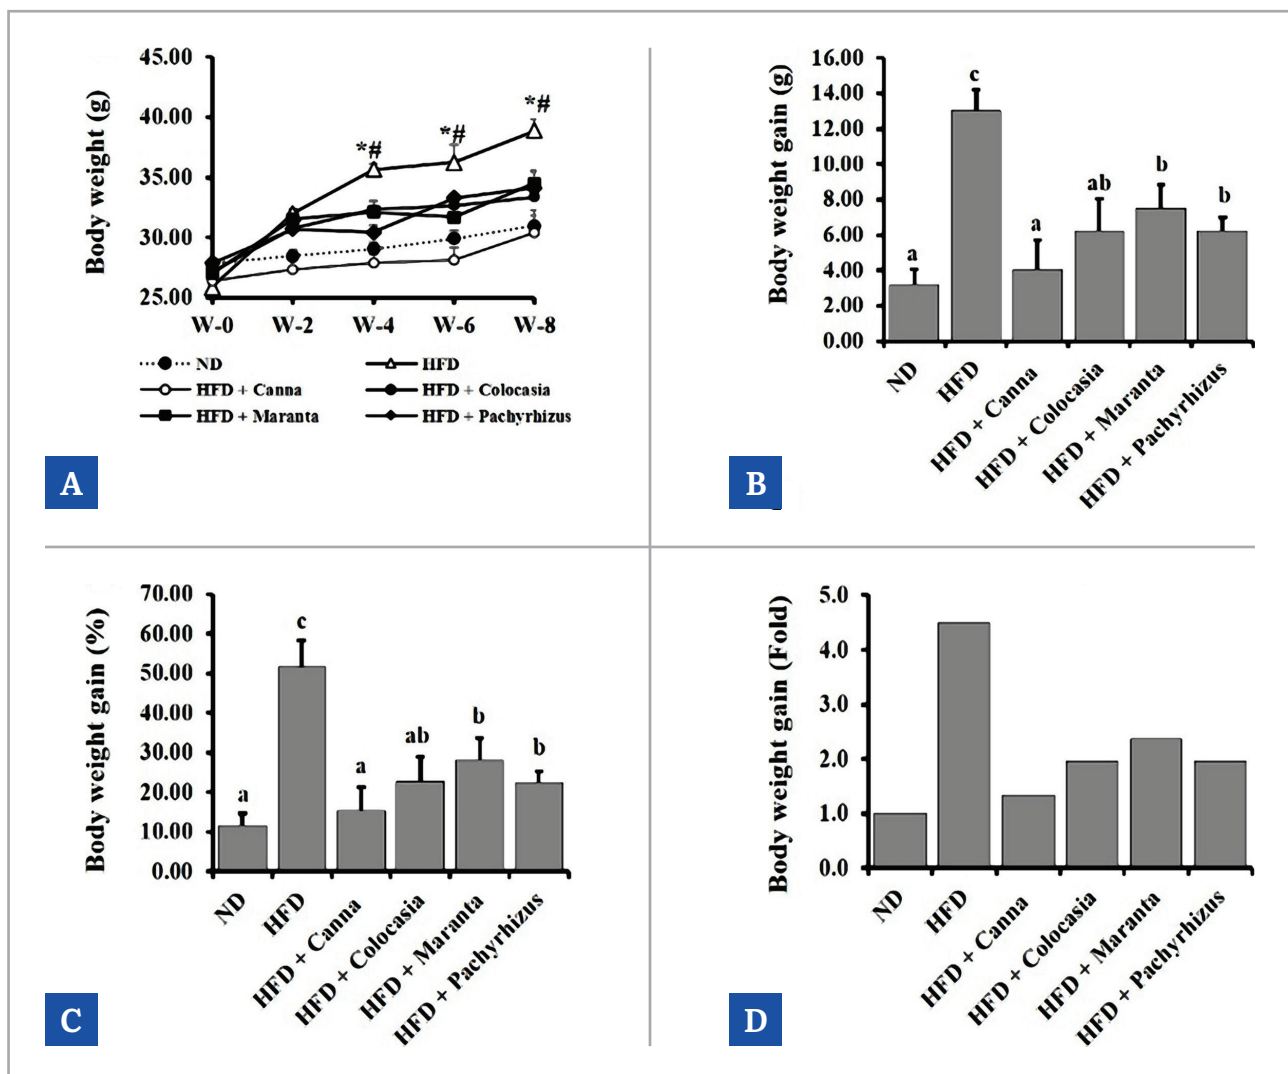 45.00
40.00
35.00
30.00
25.00
Body weight (g)
*#
*#
*#
W-0 W-2 W-4 W-6 W-8
ND HFD
HFD + Canna HFD + Colocasia
HFD + Maranta HFD + Pachyrhizus
A
16.00
14.00
12.00
10.00
8.00
6.00
4.00
2.00
0.00
Body weight gain (g)
a c a ab b b
ND
HFD
HFD + Canna
HFD + Colocasia
HFD + Maranta
HFD + Pachyrhizus
B
70.00
60.00
50.00
40.00
30.00
20.00
10.00
0.00
Body weight gain (%)
a c a ab b b
ND
HFD
HFD + Canna
HFD + Colocasia
HFD + Maranta
HFD + Pachyrhizus
C
5.0
4.0
3.0
2.0
1.0
0.0
Body weight gain (Fold)
ND
HFD
HFD + Canna
HFD + Colocasia
HFD + Maranta
HFD + Pachyrhizus
D